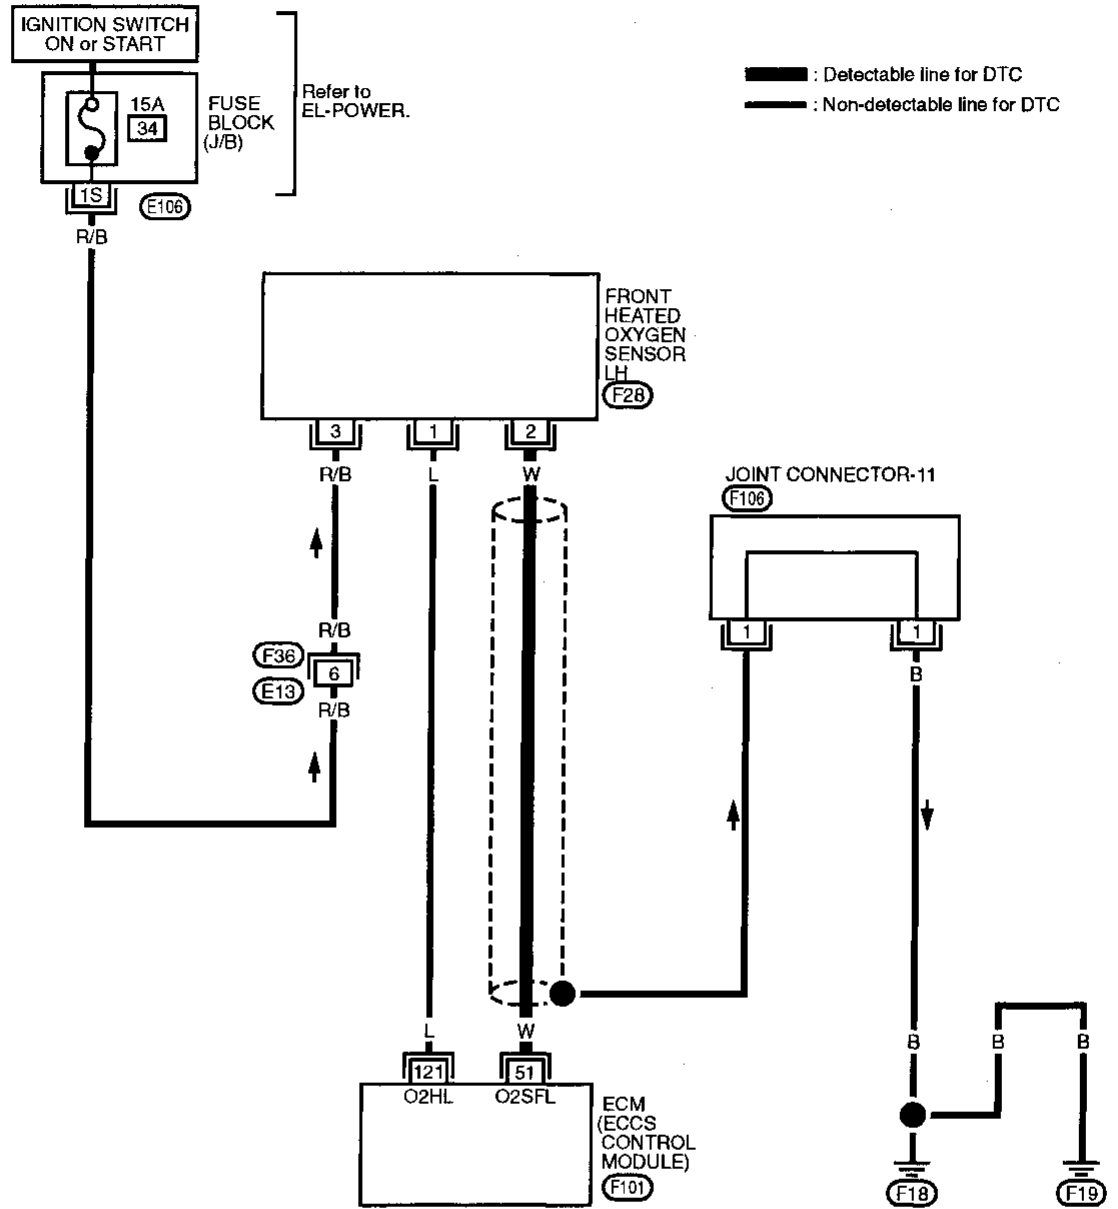 IGNITION SWITCH
ON or START
15A
34
FUSE
BLOCK
(J/B)
Refer to
EL-POWER.
: Detectable line for DTC
: Non-detectable line for DTC
1S
E106
R/B
FRONT
HEATED
OXYGEN
SENSOR
LH
F28
3
1
2
R/B
L
W
JOINT CONNECTOR-11
F106
1
1
B
R/B
F36
6
E13
R/B
L
W
B
B
B
121
51
O2HL
O2SFL
ECM
(ECCS
CONTROL
MODULE)
F101
F18
F19